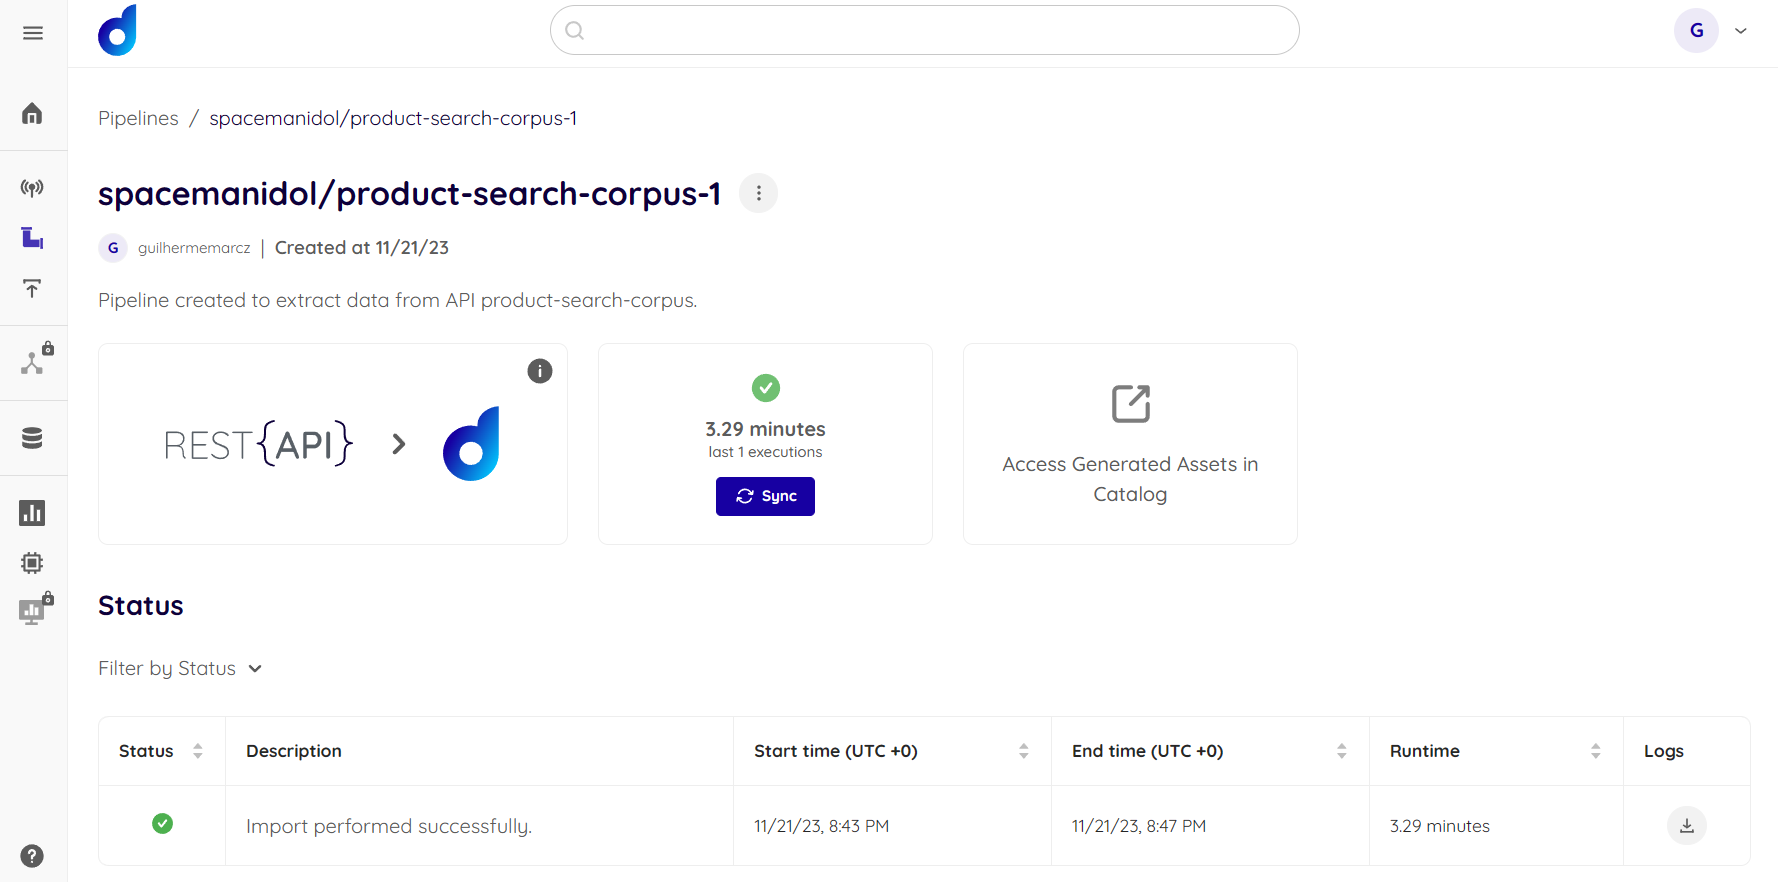 G
Pipelines / spacemanidol/product-search-corpus-1
spacemanidol/product-search-corpus-1
G guilhermemarcz | Created at 11/21/23
Pipeline created to extract data from API product-search-corpus.
i
REST{API}
3.29 minutes
last 1 executions
Sync
Access Generated Assets in
Catalog
Status
Filter by Status
Status Description Start time (UTC +0) End time (UTC +0) Runtime Logs
Import performed successfully. 11/21/23, 8:43 PM 11/21/23, 8:47 PM 3.29 minutes
?